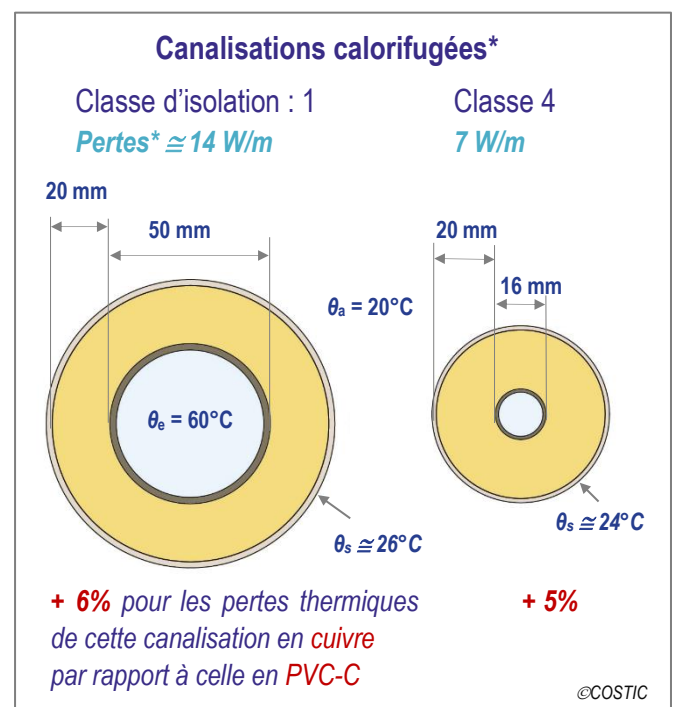 Canalisations calorifugées*
Classe d'isolation : 1
Classe 4
Pertes* ≅ 14 W/m
7 W/m
20 mm
50 mm
20 mm
16 mm
θa = 20°C
θe = 60°C
θs ≅ 26°C
θs ≅ 24°C
+ 6% pour les pertes thermiques
de cette canalisation en cuivre
par rapport à celle en PVC-C
+ 5%
©COSTIC